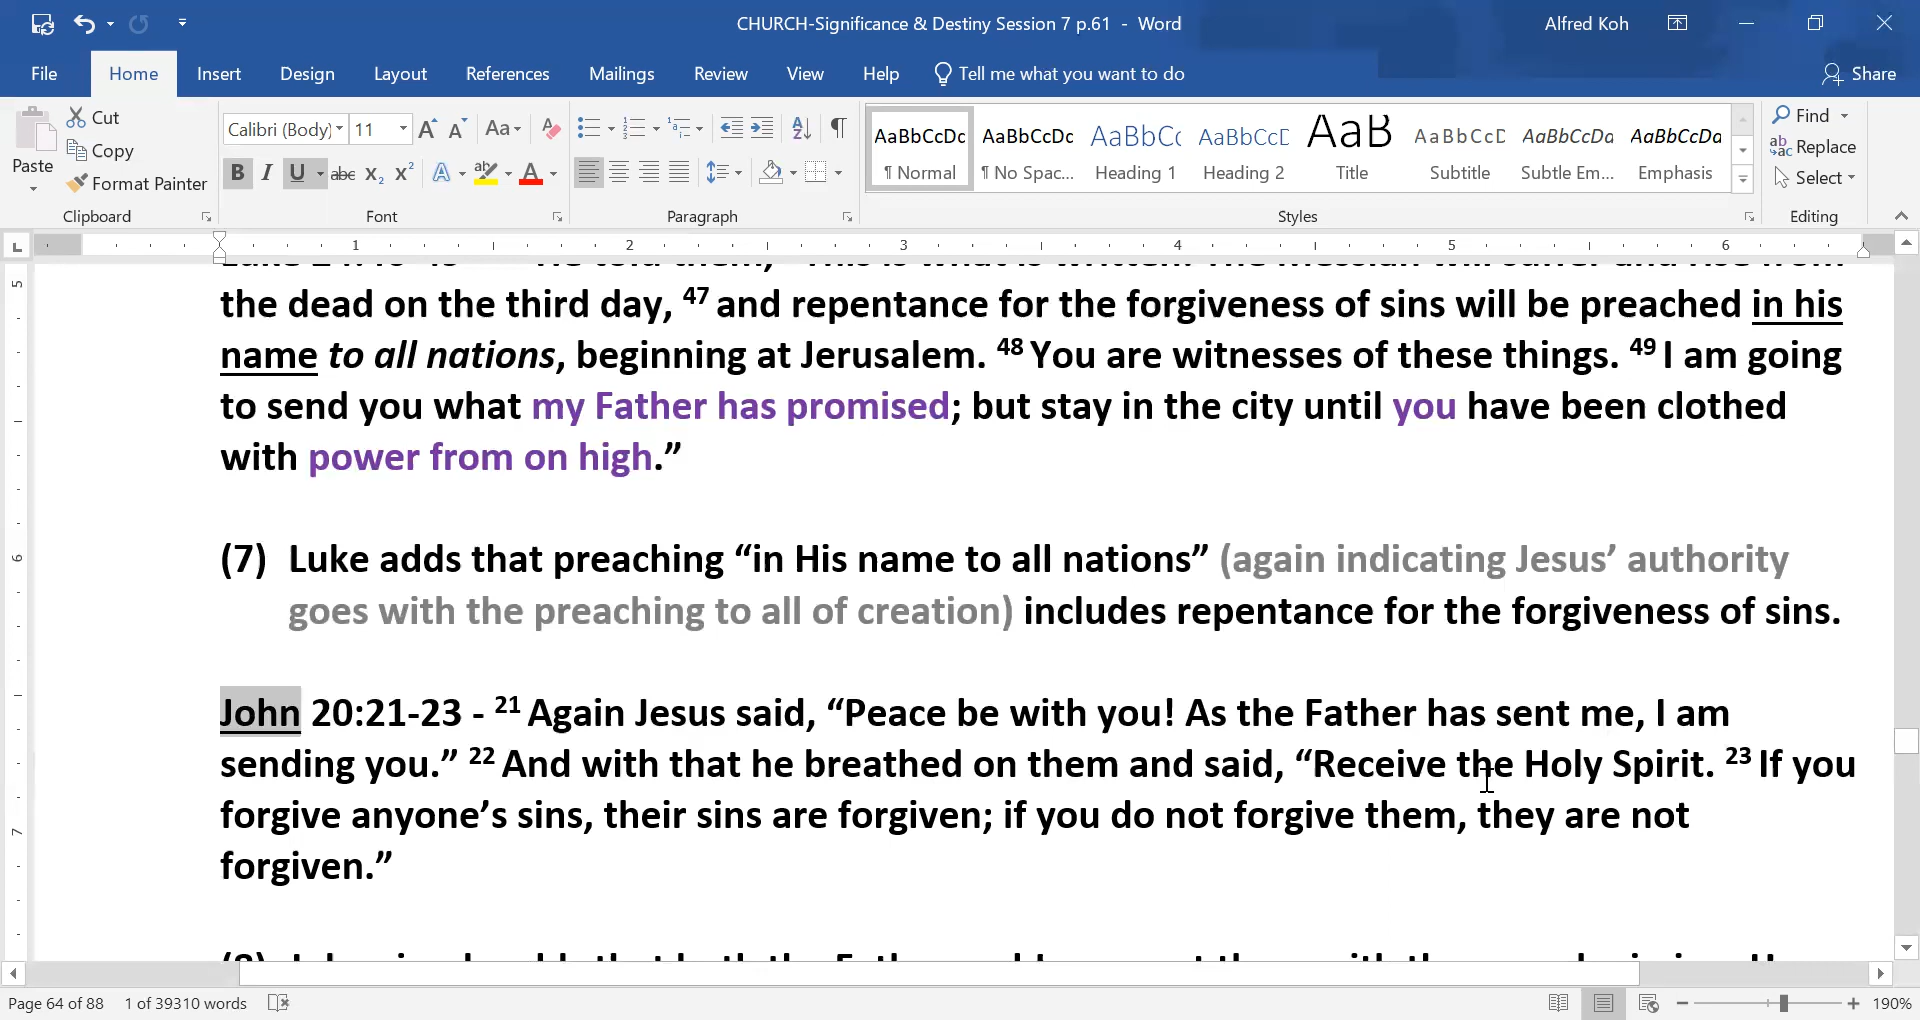 CHURCH-Significance & Destiny Session 7 p.61 - Word
Alfred Koh
File Home Insert Design Layout References Mailings Review View Help Tell me what you want to do Share
Paste
Cut
Copy
Format Painter
Clipboard
Calibri (Body) 11
Font
Paragraph
AaBbCcDc AaBbCcDc AaBbCc AaBbCcD AaB AaBbCcD AaBbCcDa AaBbCcDa
¶ Normal ¶ No Spac... Heading 1 Heading 2 Title Subtitle Subtle Em... Emphasis
Styles
Find
Replace
Select
Editing
1 2 3 4 5 6
5
6
7
the dead on the third day, 47 and repentance for the forgiveness of sins will be preached in his
name to all nations, beginning at Jerusalem. 48 You are witnesses of these things. 49 I am going
to send you what my Father has promised; but stay in the city until you have been clothed
with power from on high.”
(7) Luke adds that preaching “in His name to all nations” (again indicating Jesus’ authority
goes with the preaching to all of creation) includes repentance for the forgiveness of sins.
John 20:21-23 - 21 Again Jesus said, “Peace be with you! As the Father has sent me, I am
sending you.” 22 And with that he breathed on them and said, “Receive the Holy Spirit. 23 If you
forgive anyone’s sins, their sins are forgiven; if you do not forgive them, they are not
forgiven.”
Page 64 of 88 1 of 39310 words
190%